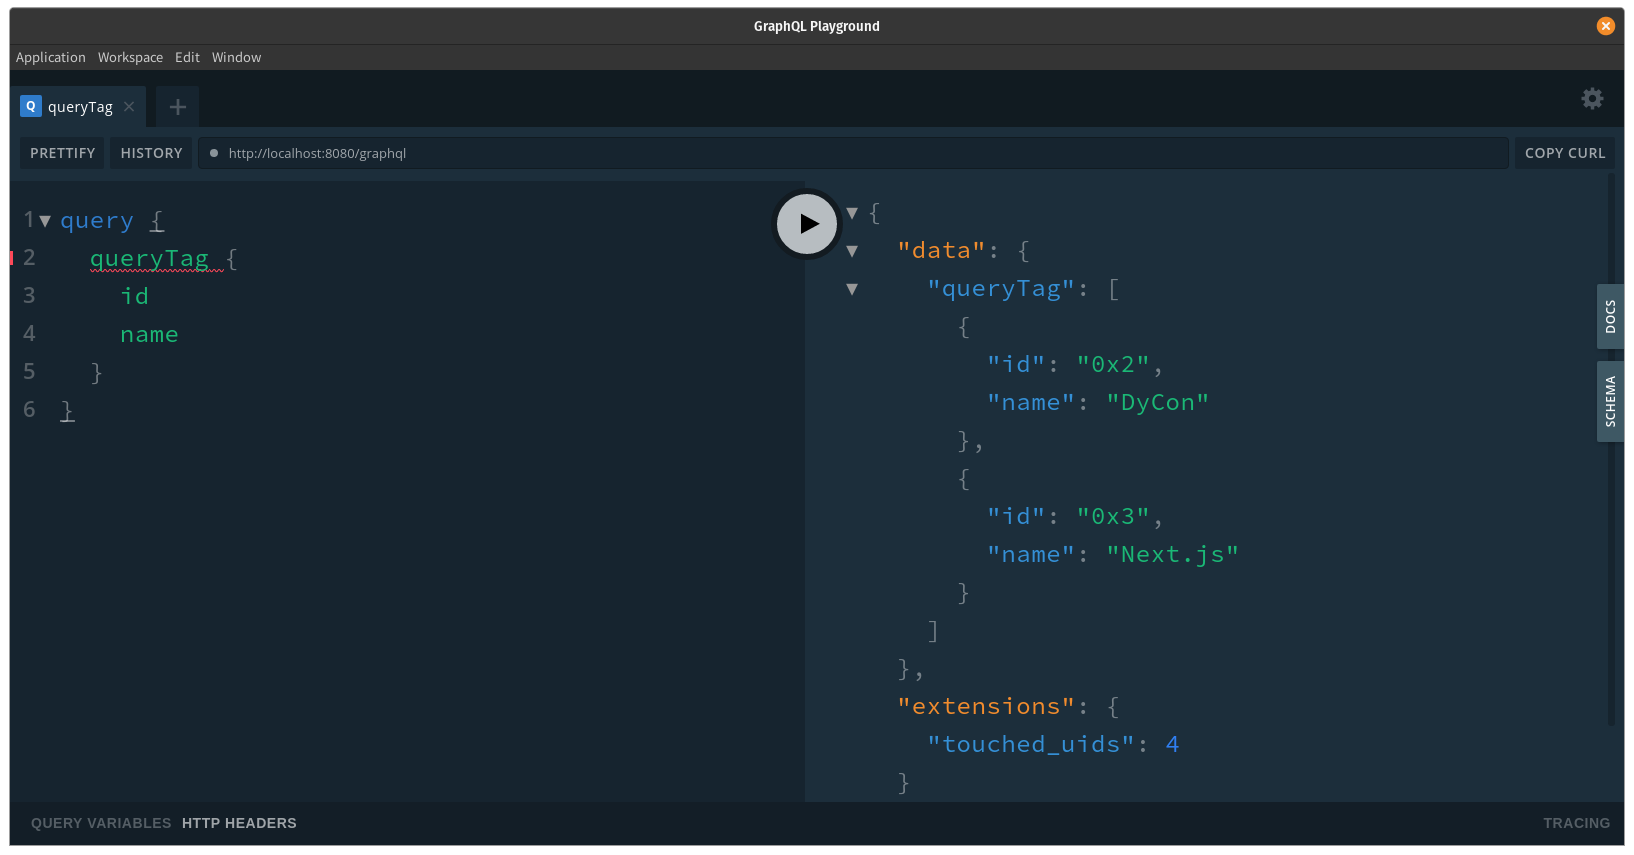 GraphQL Playground
Application Workspace Edit Window
Q queryTag
PRETTIFY HISTORY http://localhost:8080/graphql COPY CURL
1 query {
2 queryTag {
3 id
4 name
5 }
6 }
{
"data": {
"queryTag": [
{
"id": "0x2",
"name": "DyCon"
},
{
"id": "0x3",
"name": "Next.js"
}
]
},
"extensions": {
"touched_uids": 4
}
DOCS
SCHEMA
QUERY VARIABLES HTTP HEADERS TRACING